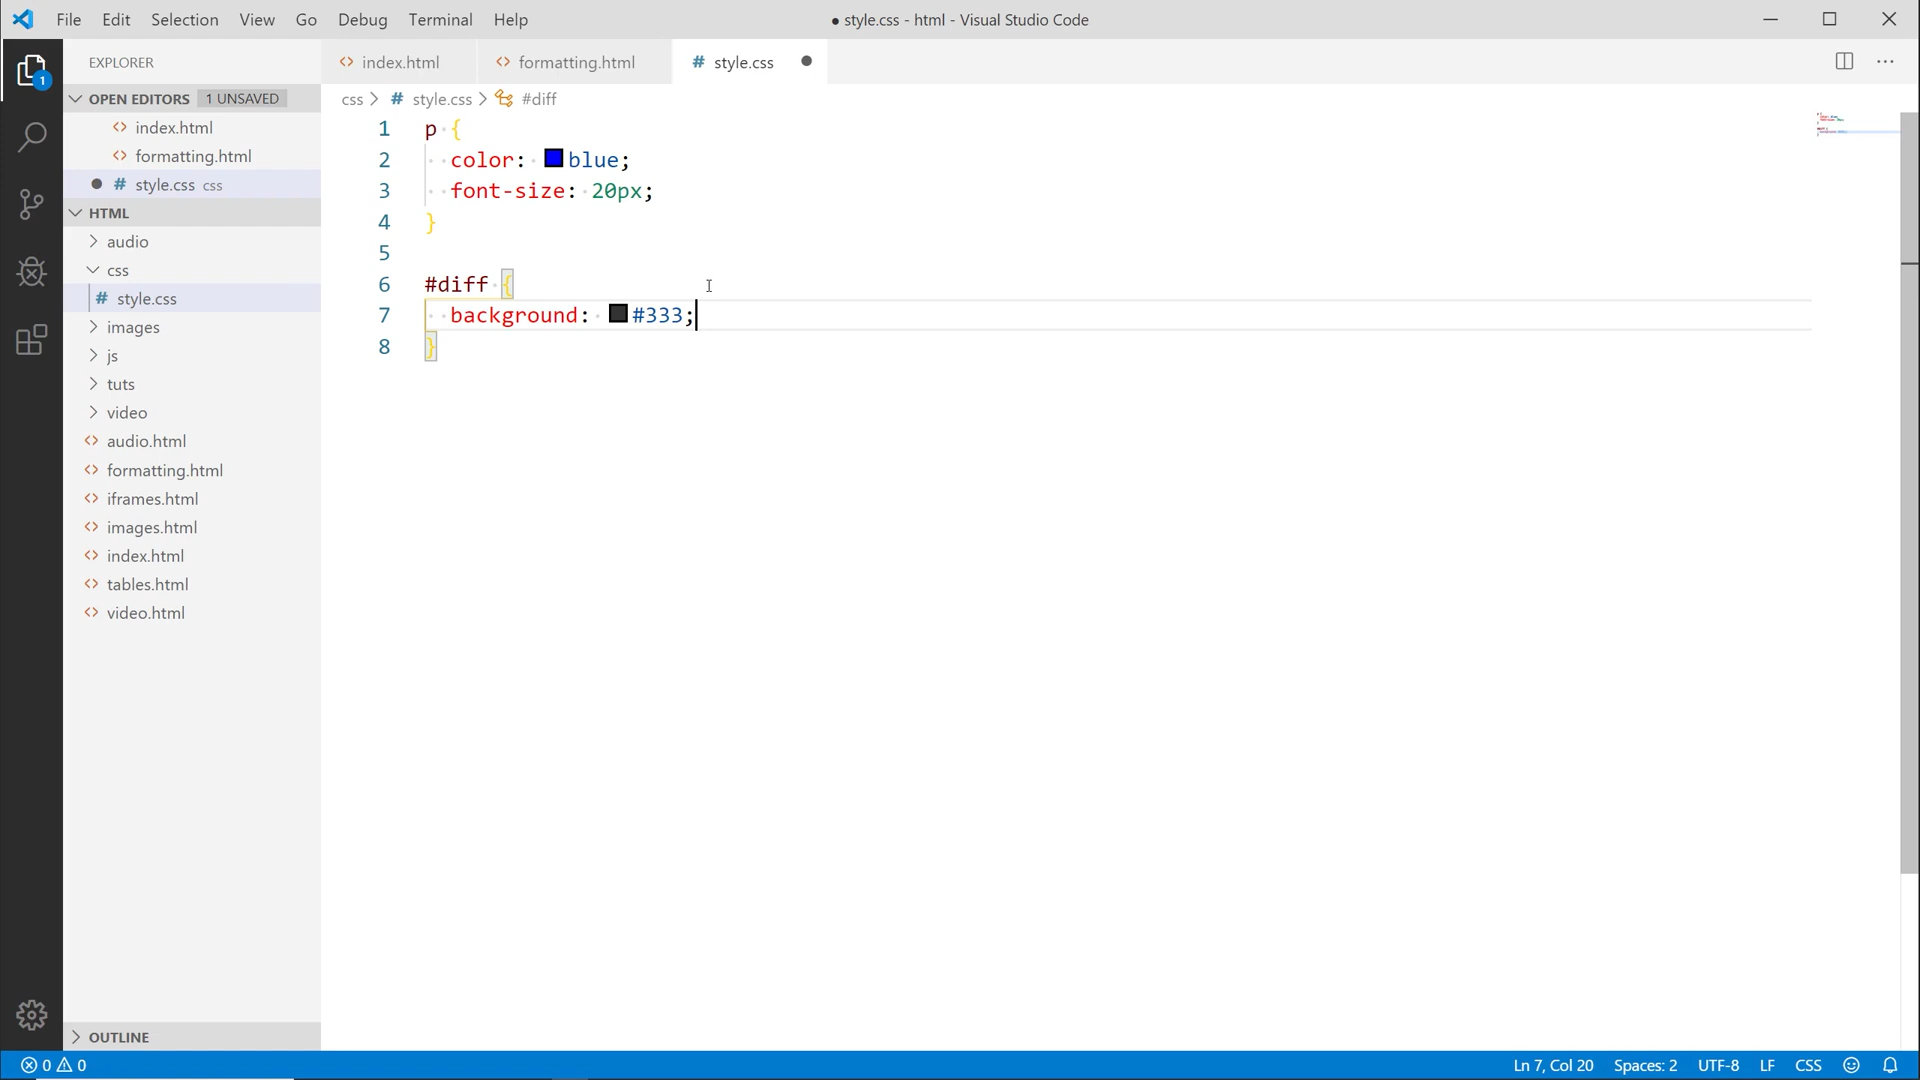 File Edit Selection View Go Debug Terminal Help
● style.css - html - Visual Studio Code
EXPLORER
index.html
formatting.html
# style.css
OPEN EDITORS 1 UNSAVED
index.html
formatting.html
# style.css css
HTML
audio
css
# style.css
images
js
tuts
video
audio.html
formatting.html
iframes.html
images.html
index.html
tables.html
video.html
OUTLINE
1
css > # style.css > #diff
1 p {
2 color: blue;
3 font-size: 20px;
4 }
5
6 #diff {
7 background: #333;
8 }
0 0
Ln 7, Col 20 Spaces: 2 UTF-8 LF CSS